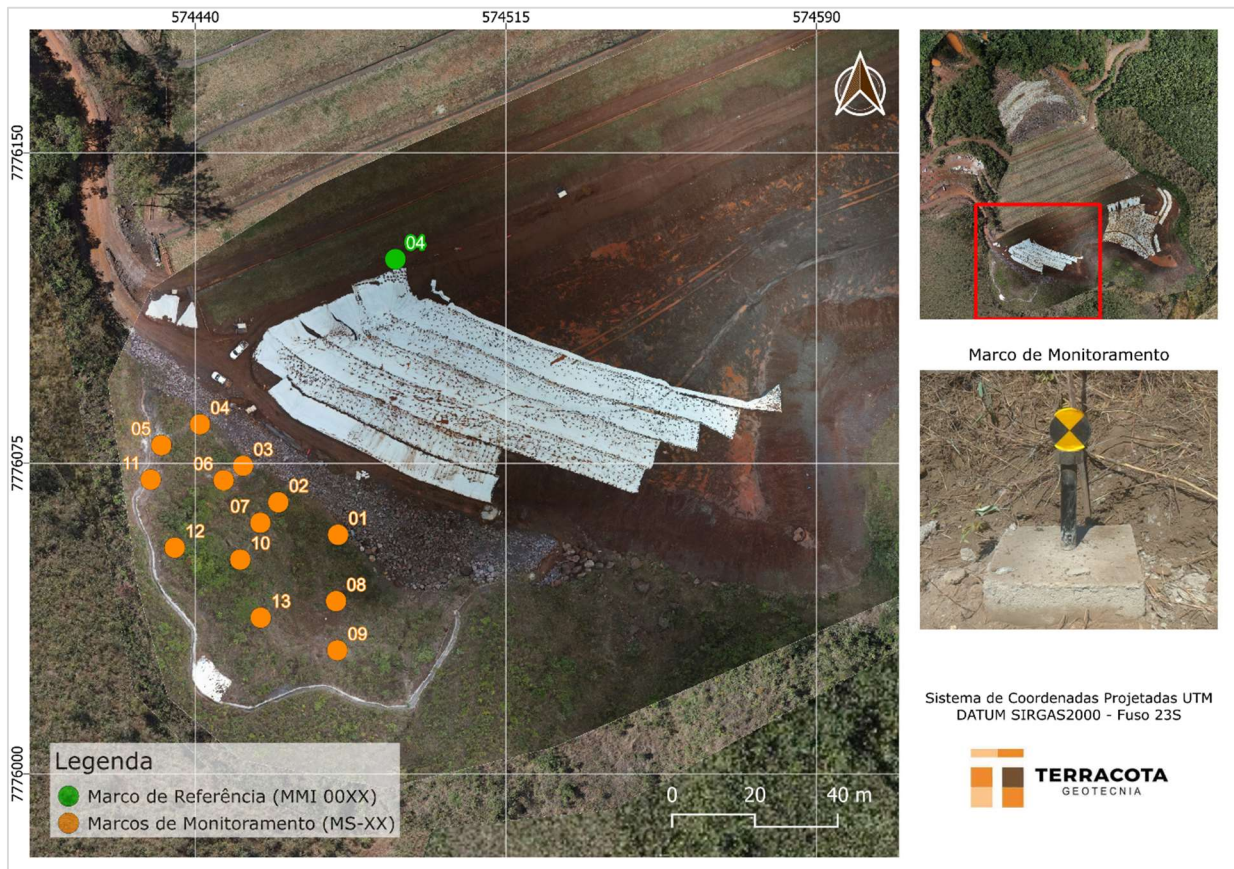 574440
574515
574590
7776150
7776075
7776000
04
04
05
03
11
06
02
07
01
12
10
08
13
09
Legenda
Marco de Referência (MMI 00XX)
Marcos de Monitoramento (MS-XX)
0 20 40 m
Marco de Monitoramento
Sistema de Coordenadas Projetadas UTM
DATUM SIRGAS2000 - Fuso 23S
TERRACOTA
GEOTECNIA